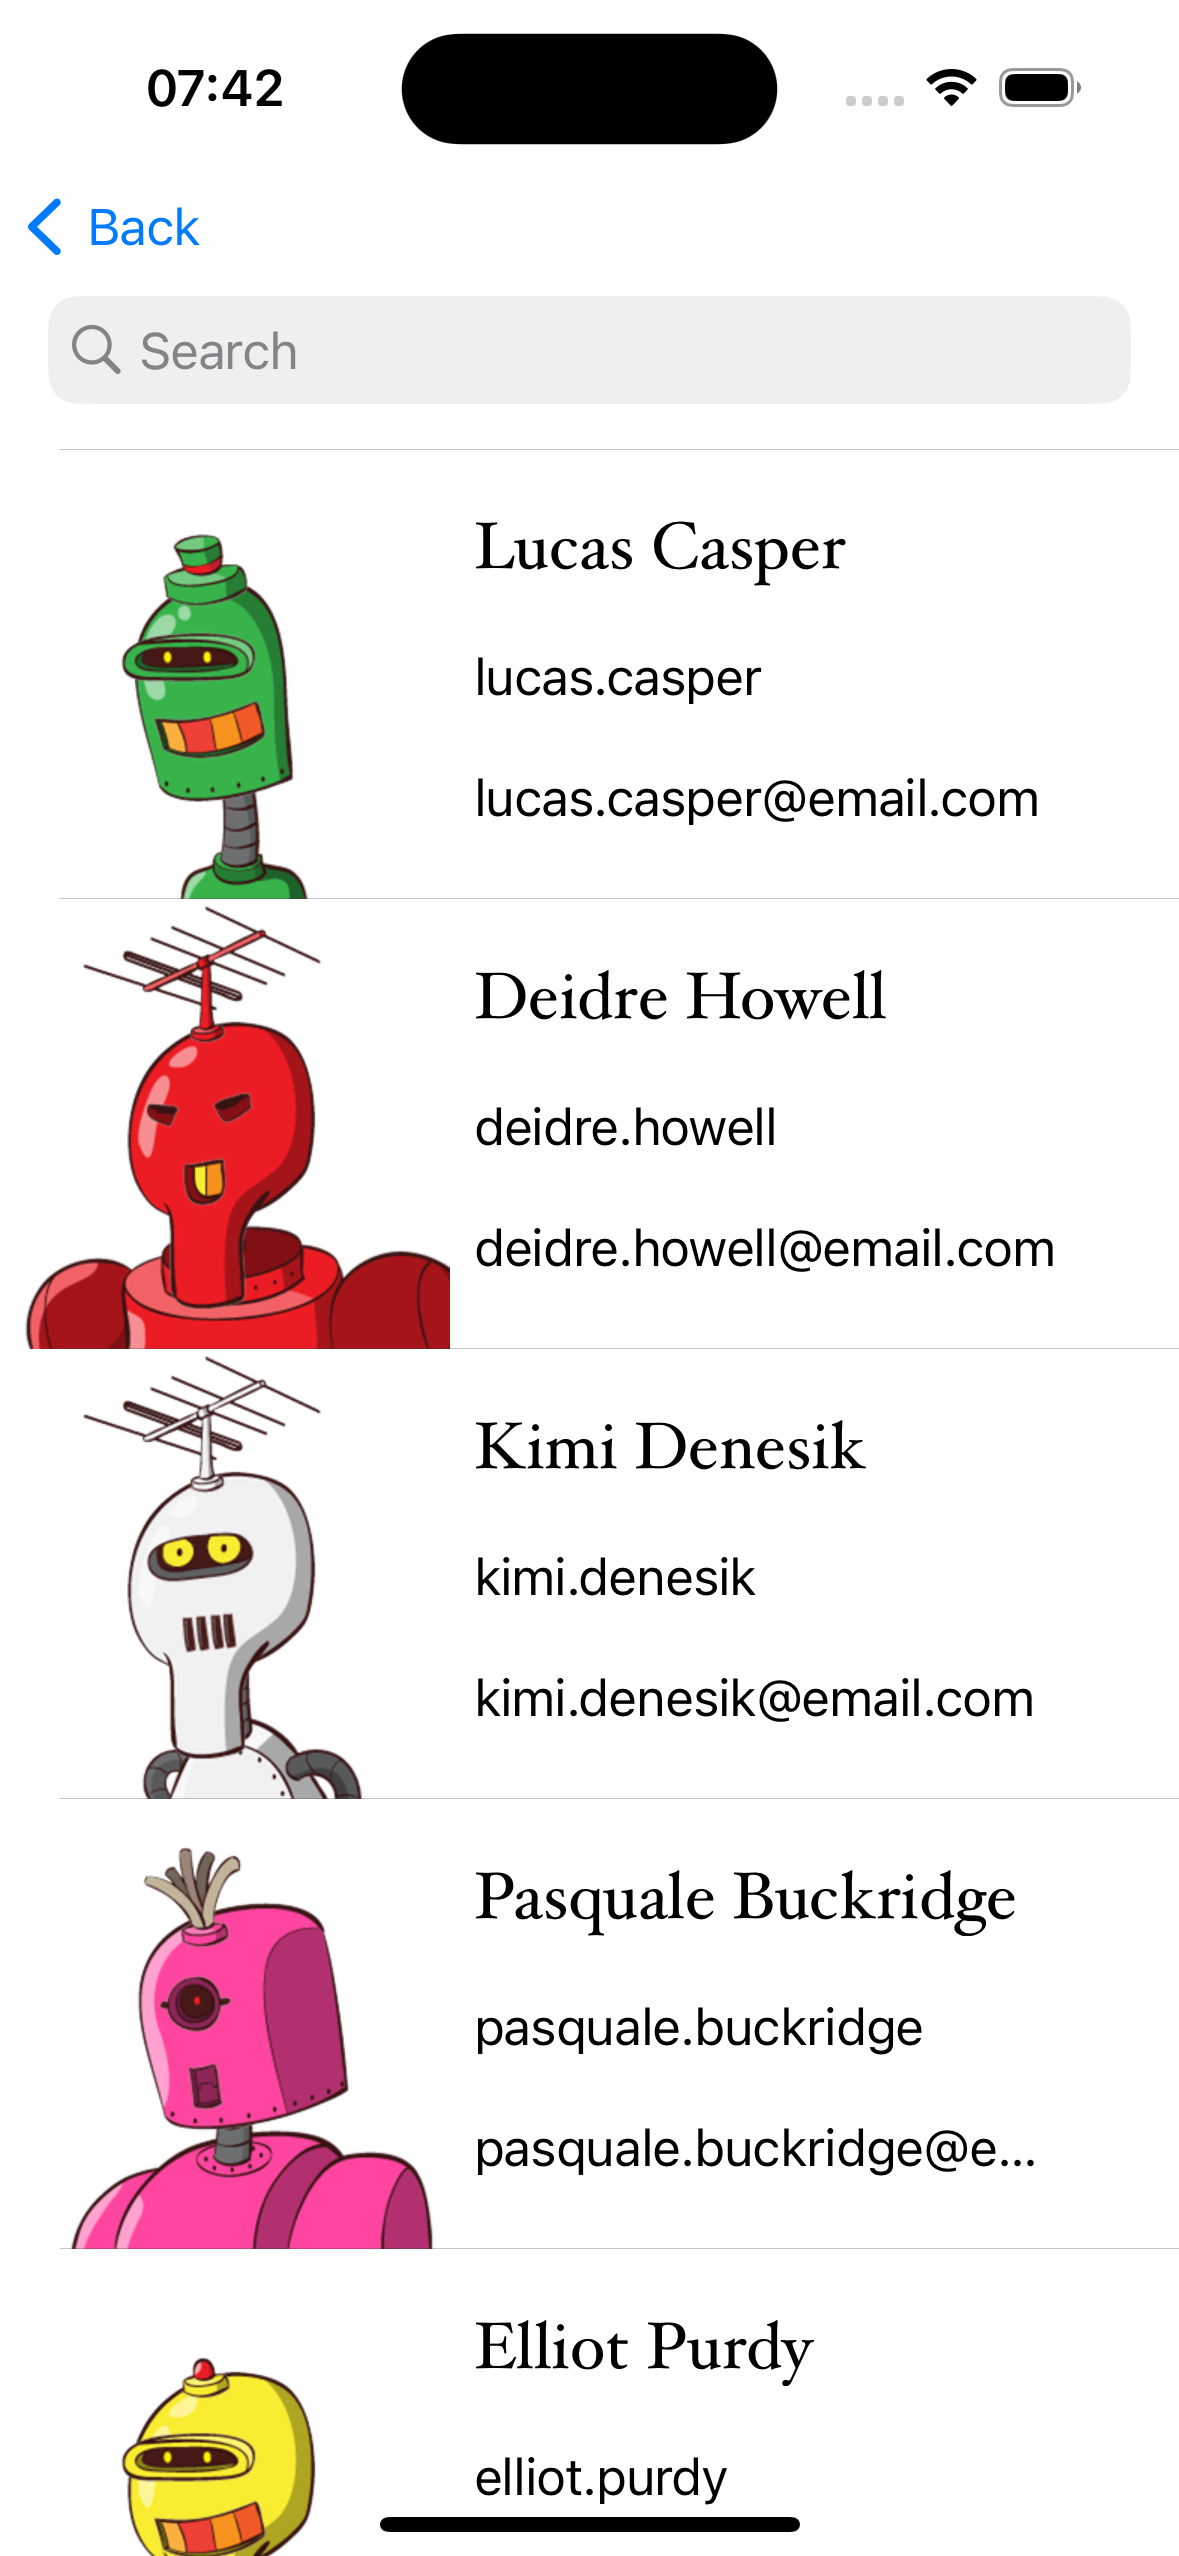 07:42
Back
Search
Lucas Casper
lucas.casper
lucas.casper@email.com
Deidre Howell
deidre.howell
deidre.howell@email.com
Kimi Denesik
kimi.denesik
kimi.denesik@email.com
Pasquale Buckridge
pasquale.buckridge
pasquale.buckridge@e...
Elliot Purdy
elliot.purdy